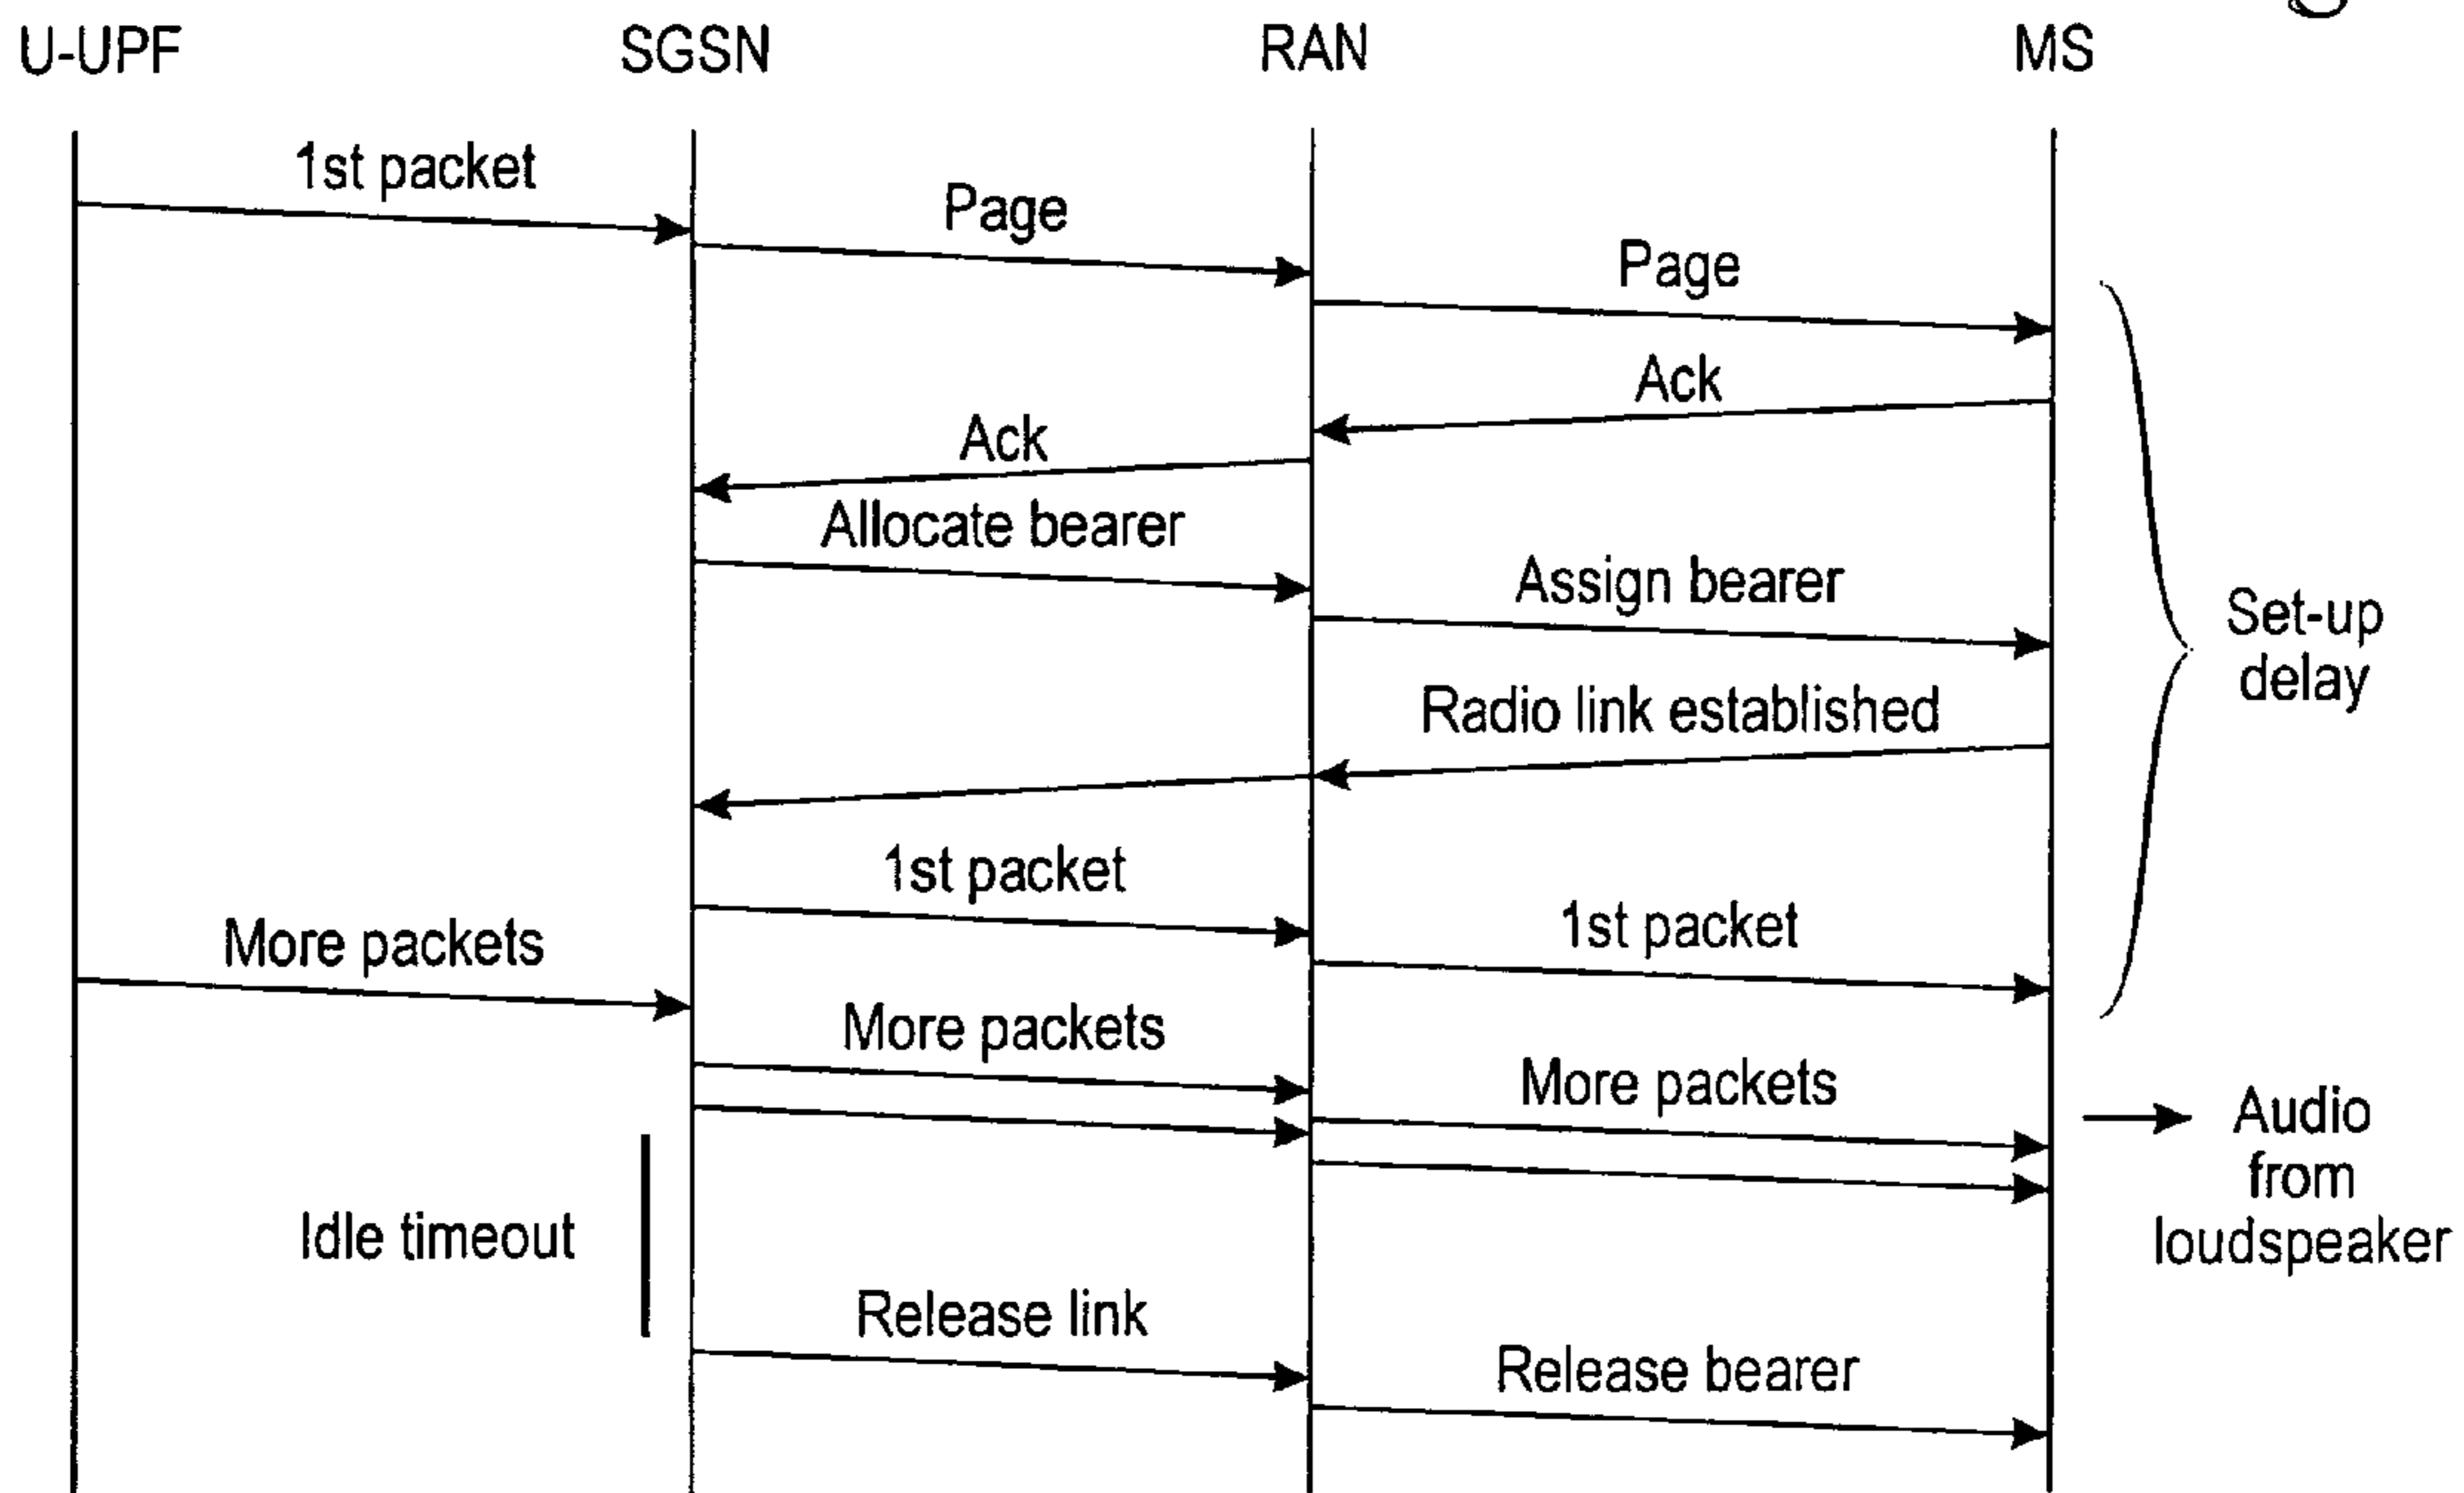 U-UPF SGSN RAN MS
1st packet
Page
Page
Ack
Ack
Allocate bearer
Assign bearer
Set-up
delay
Radio link established
1st packet
1st packet
More packets
More packets
More packets
Audio
from
loudspeaker
Idle timeout
Release link
Release bearer